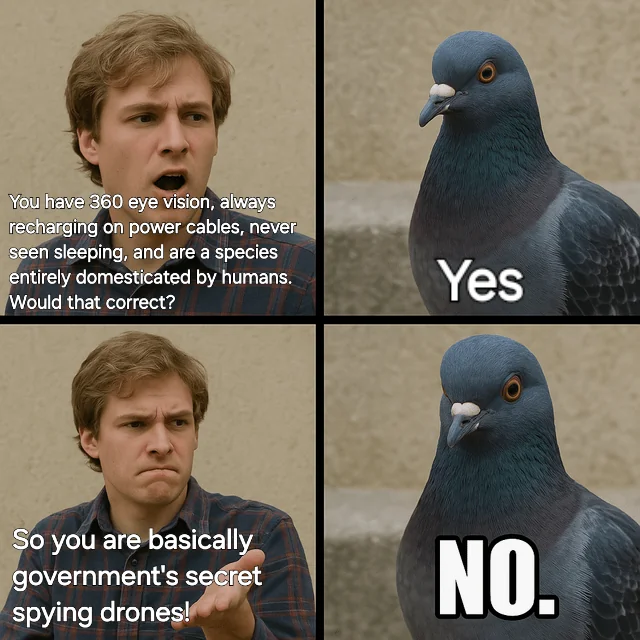 You have 360 eye vision, always
recharging on power cables, never
seen sleeping, and are a species
entirely domesticated by humans.
Would that correct?
Yes
So you are basically
government's secret
spying drones!
NO.